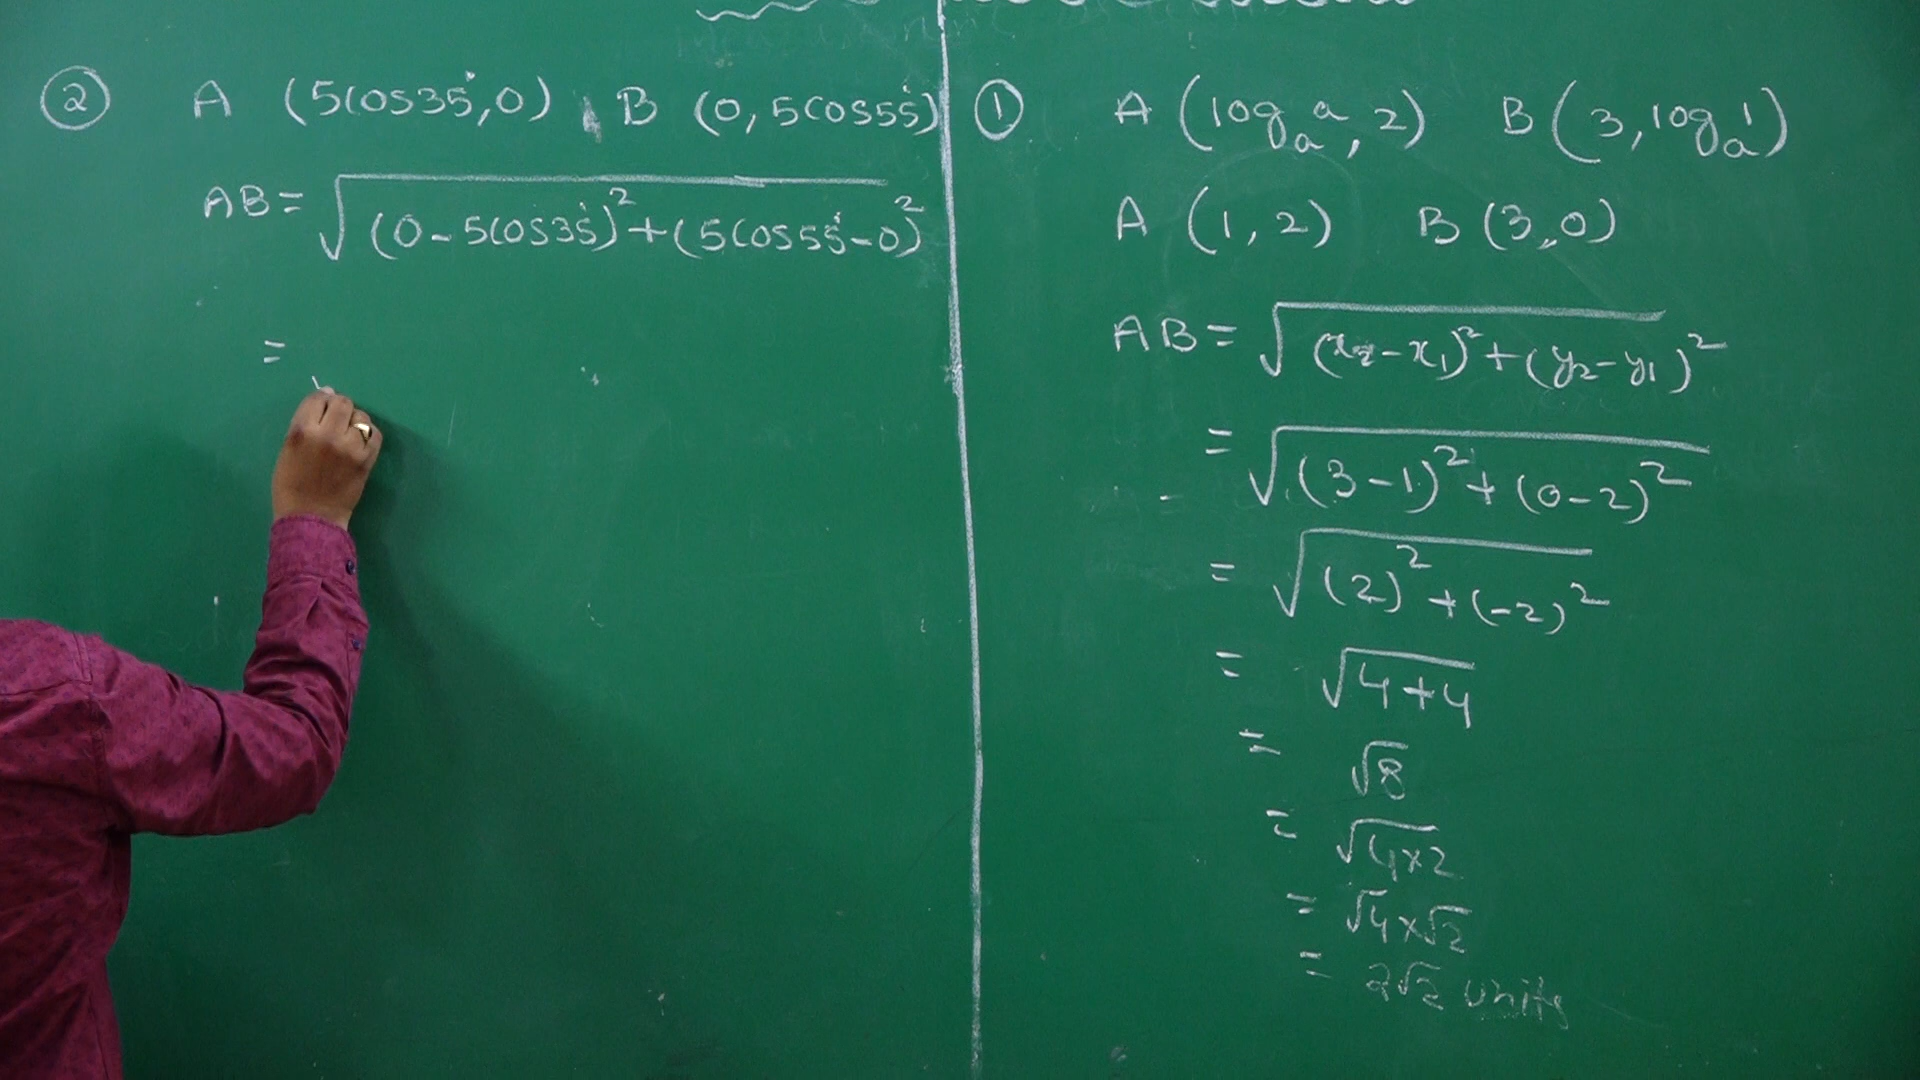 ② A (5cos35°,0), B (0,5cos55°)
AB = √((0-5cos35°)²+(5cos55°-0)²)
=
① A (logₐa, 2) B (3, logₐ1)
A (1,2) B (3,0)
AB = √((x₂-x₁)²+(y₂-y₁)²)
= √((3-1)²+(0-2)²)
= √((2)²+(-2)²)
= √(4+4)
= √8
= √(4×2)
= √4×√2
= 2√2 units